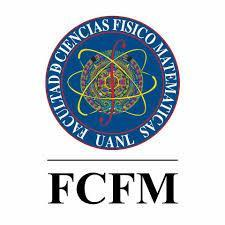 FACULTAD DE CIENCIAS FISICO MATEMATICAS
UANL
FCFM